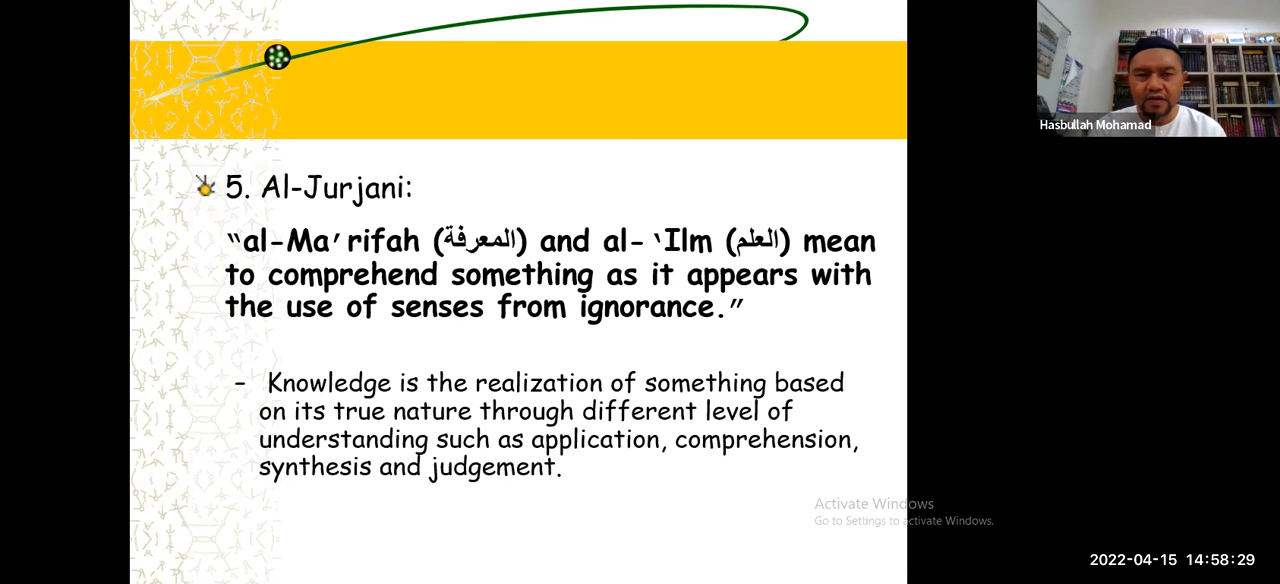 5. Al-Jurjani:
"al-Ma'rifah (المعرفة) and al-'Ilm (العلم) mean
to comprehend something as it appears with
the use of senses from ignorance."
- Knowledge is the realization of something based
on its true nature through different level of
understanding such as application, comprehension,
synthesis and judgement.
Activate Windows
Go to Settings to activate Windows.
Hasbullah Mohamad
2022-04-15 14:58:29